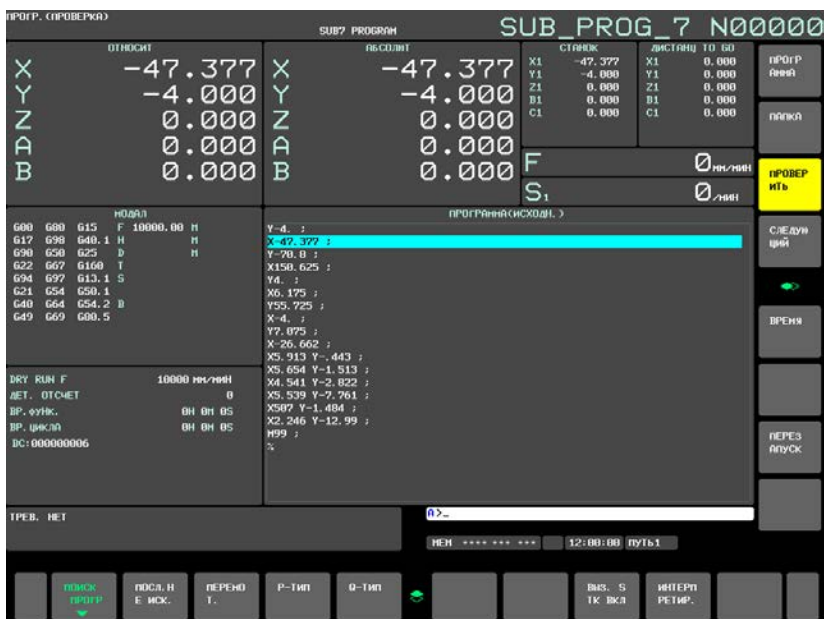 ПРОГР. (ПРОВЕРКА)
SUB7 PROGRAM
SUB_PROG_7 N00000
ОТНОСИТ
X -47.377
Y -4.000
Z 0.000
A 0.000
B 0.000
АБСОЛЮТ
X -47.377
Y -4.000
Z 0.000
A 0.000
B 0.000
СТАНОК
X1 -47.377
Y1 -4.000
Z1 0.000
B1 0.000
C1 0.000
ДИСТАНЦ TO GO
X1 0.000
Y1 0.000
Z1 0.000
B1 0.000
C1 0.000
F 0 ММ/МИН
S1 0 /МИН
МОДАЛ
G00 G80 G15 F 10000.00 M
G17 G98 G40.1 H M
G90 G50 G25 D M
G22 G67 G160 T
G94 G97 G13.1 S
G21 G54 G50.1
G40 G64 G54.2 B
G49 G69 G80.5
ПРОГРАММА(ИСХОДН.)
Y-4. ;
X-47.377 ;
Y-70.8 ;
X150.625 ;
Y4. ;
X6.175 ;
Y55.725 ;
X-4. ;
Y7.075 ;
X-26.662 ;
X5.913 Y-.443 ;
X5.654 Y-1.513 ;
X4.541 Y-2.822 ;
X5.539 Y-7.761 ;
X507 Y-1.484 ;
X2.246 Y-12.99 ;
M99 ;
%
DRY RUN F 10000 ММ/МИН
ДЕТ. ОТСЧЕТ 0
ВР.ФУНК. 0H 0M 0S
ВР.ЦИКЛА 0H 0M 0S
DC:000000006
ТРЕВ. НЕТ
A>_
MEM **** *** ***
12:00:00
ПУТЬ1
ПРОГР
АММА
ПАПКА
ПРОВЕР
ИТЬ
СЛЕДУЮ
ЩИЙ
ВРЕМЯ
ПЕРЕЗ
АПУСК
ПОИСК
ПРОГР
ПОСЛ.Н
Е ИСК.
ПЕРЕМО
Т.
P-ТИП
Q-ТИП
ВЫЗ. S
TK ВКЛ
ИНТЕРП
РЕТИР.